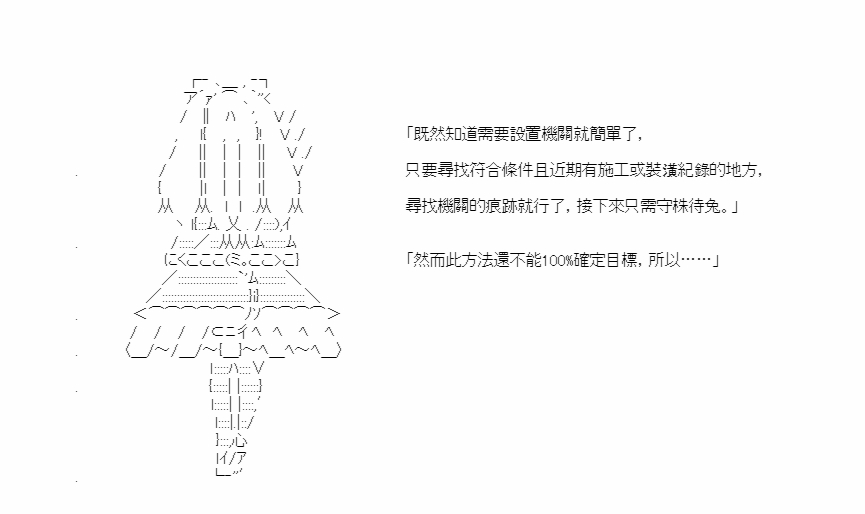 「既然知道需要設置機關就簡單了，
只要尋找符合條件且近期有施工或裝潢紀錄的地方，
尋找機關的痕跡就行了，接下來只需守株待兔。」
「然而此方法還不能100%確定目標，所以……」